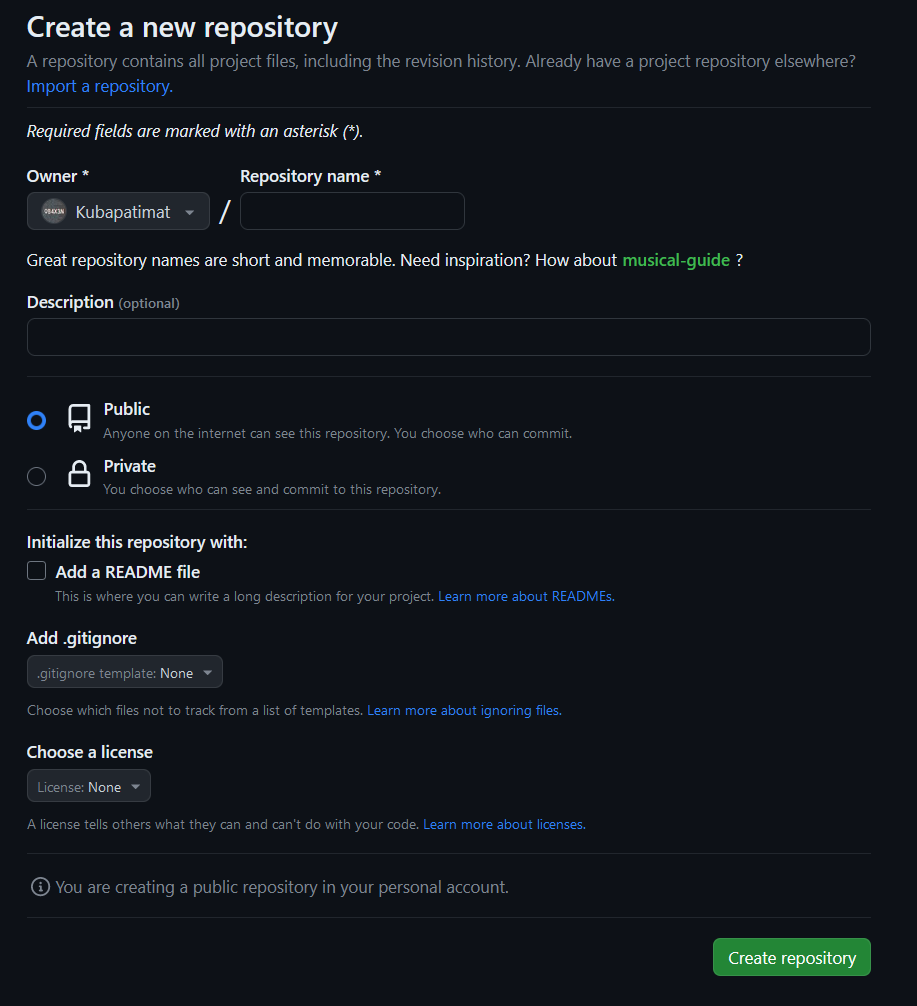 Create a new repository
A repository contains all project files, including the revision history. Already have a project repository elsewhere?
Import a repository.
Required fields are marked with an asterisk (*).
Owner * Repository name *
Kubapatimat /
Great repository names are short and memorable. Need inspiration? How about musical-guide ?
Description (optional)
Public
Anyone on the internet can see this repository. You choose who can commit.
Private
You choose who can see and commit to this repository.
Initialize this repository with:
Add a README file
This is where you can write a long description for your project. Learn more about READMEs.
Add .gitignore
.gitignore template: None
Choose which files not to track from a list of templates. Learn more about ignoring files.
Choose a license
License: None
A license tells others what they can and can't do with your code. Learn more about licenses.
You are creating a public repository in your personal account.
Create repository